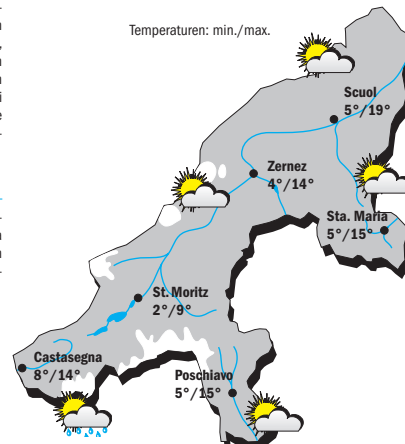 Temperaturen: min./max.
Scuol
5°/19°
Zernez
4°/14°
Sta. Maria
5°/15°
St. Moritz
2°/9°
Castasegna
8°/14°
Poschiavo
5°/15°